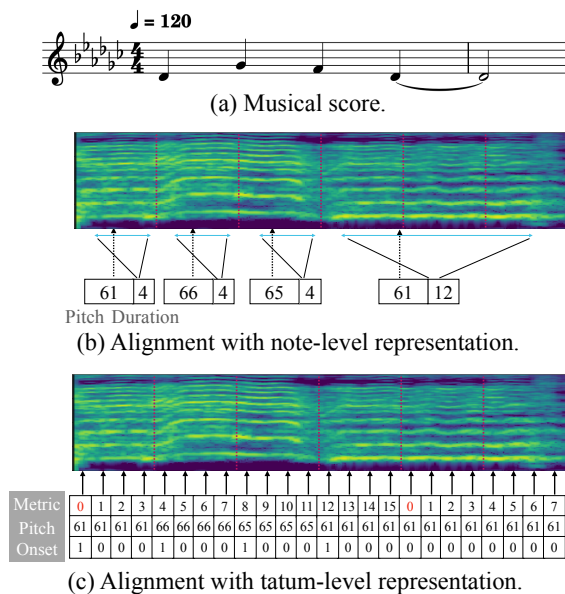 ♩ = 120
4
4
(a) Musical score.
61 4 66 4 65 4 61 12
Pitch Duration
(b) Alignment with note-level representation.
Metric 0 1 2 3 4 5 6 7 8 9 10 11 12 13 14 15 0 1 2 3 4 5 6 7
Pitch 61 61 61 61 66 66 66 66 65 65 65 65 61 61 61 61 61 61 61 61 61 61 61 61
Onset 1 0 0 0 1 0 0 0 1 0 0 0 1 0 0 0 0 0 0 0 0 0 0 0
(c) Alignment with tatum-level representation.